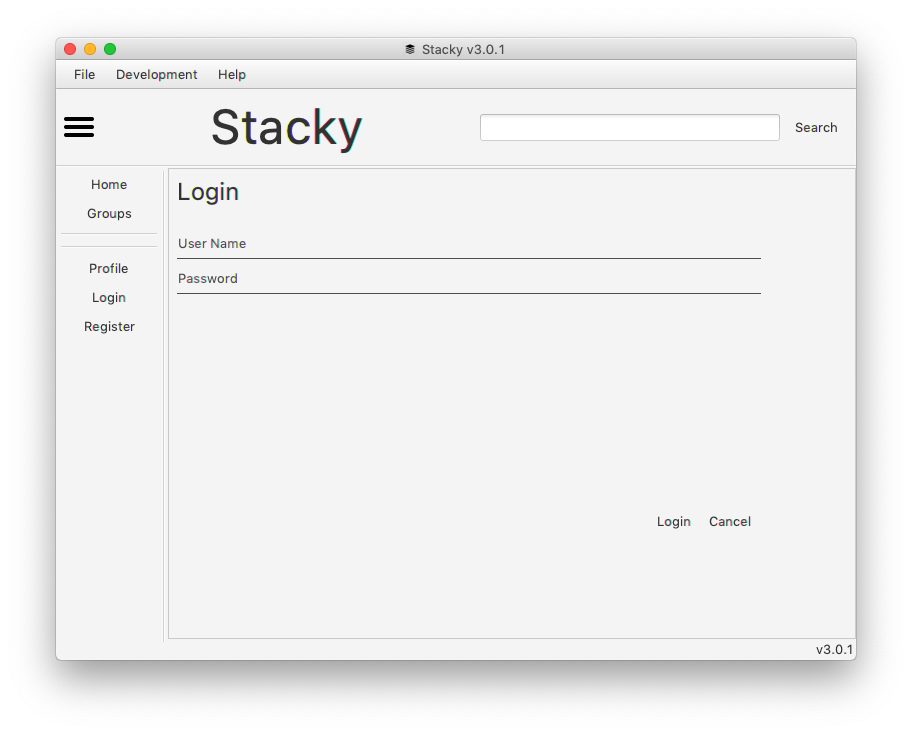 Stacky v3.0.1
File Development Help
Stacky
Search
Home
Groups
Profile
Login
Register
Login
User Name
Password
Login Cancel
v3.0.1